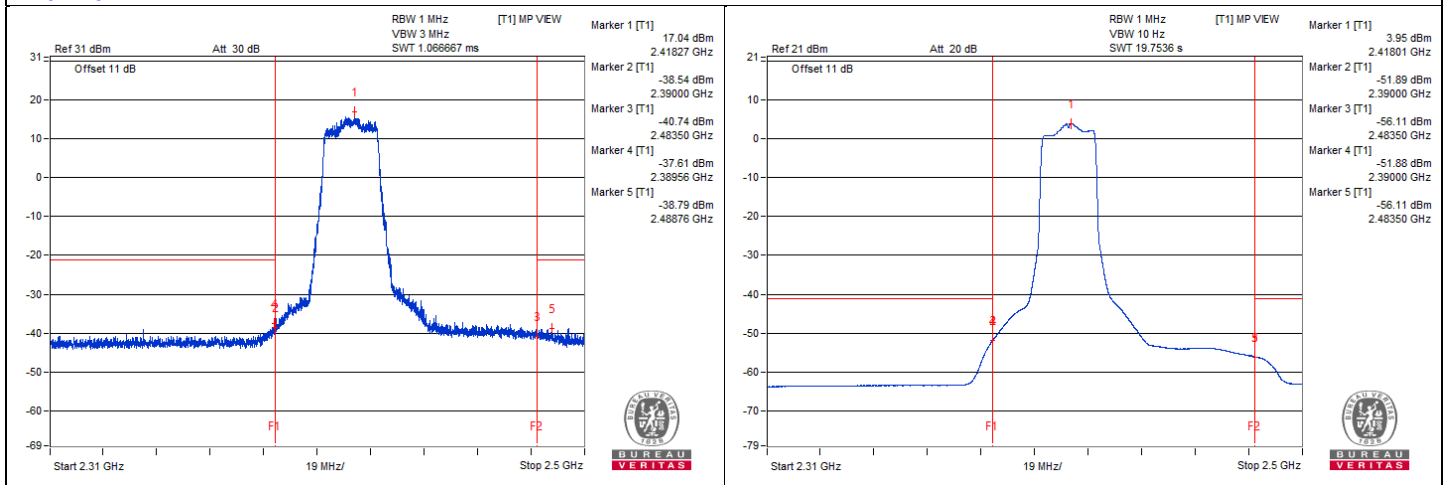 RBW 1 MHz [T1] MP VIEW
VBW 3 MHz
Ref 31 dBm Att 30 dB SWT 1.066667 ms
Offset 11 dB
31
20
10
0
-10
-20
-30
-40
-50
-60
-69
1
2
3
5
F1
F2
Start 2.31 GHz 19 MHz/ Stop 2.5 GHz
Marker 1 [T1]
17.04 dBm
2.41827 GHz
Marker 2 [T1]
-38.54 dBm
2.39000 GHz
Marker 3 [T1]
-40.74 dBm
2.48350 GHz
Marker 4 [T1]
-37.61 dBm
2.38956 GHz
Marker 5 [T1]
-38.79 dBm
2.48876 GHz
BUREAU VERITAS
1828
BUREAU
VERITAS
RBW 1 MHz [T1] MP VIEW
VBW 10 Hz
Ref 21 dBm Att 20 dB SWT 19.7536 s
Offset 11 dB
21
10
0
-10
-20
-30
-40
-50
-60
-70
-79
1
F1
F2
Start 2.31 GHz 19 MHz/ Stop 2.5 GHz
Marker 1 [T1]
3.95 dBm
2.41801 GHz
Marker 2 [T1]
-51.89 dBm
2.39000 GHz
Marker 3 [T1]
-56.11 dBm
2.48350 GHz
Marker 4 [T1]
-51.88 dBm
2.39000 GHz
Marker 5 [T1]
-56.11 dBm
2.48350 GHz
BUREAU VERITAS
1828
BUREAU
VERITAS